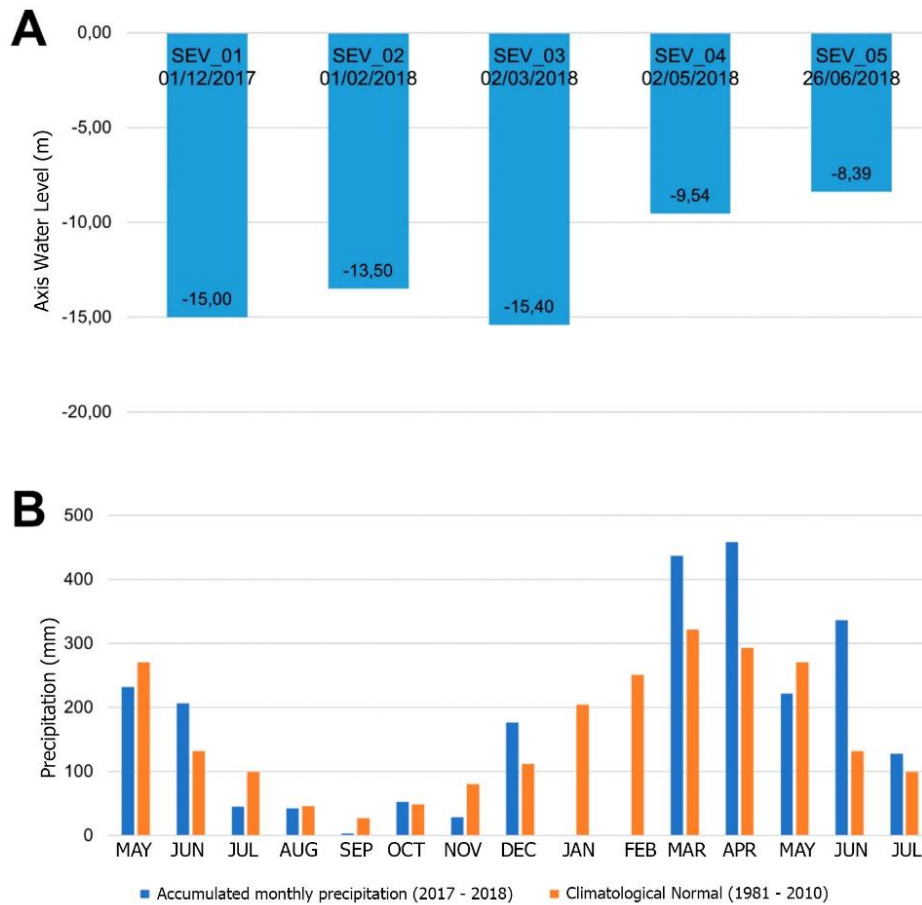 A
Axis Water Level (m)
0,00
-5,00
-10,00
-15,00
-20,00
SEV_01
01/12/2017
-15,00
SEV_02
01/02/2018
-13,50
SEV_03
02/03/2018
-15,40
SEV_04
02/05/2018
-9,54
SEV_05
26/06/2018
-8,39
B
Precipitation (mm)
500
400
300
200
100
0
MAY JUN JUL AUG SEP OCT NOV DEC JAN FEB MAR APR MAY JUN JUL
Accumulated monthly precipitation (2017 - 2018) Climatological Normal (1981 - 2010)